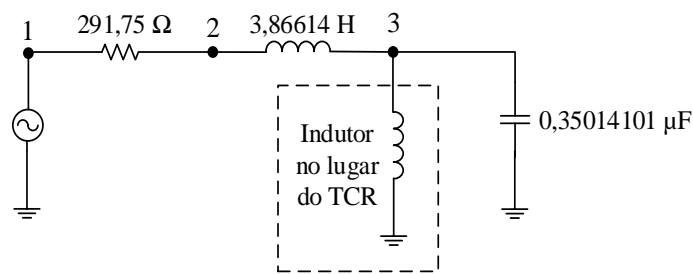 1
291,75 Ω
2
3,86614 H
3
Indutor
no lugar
do TCR
0,35014101 µF